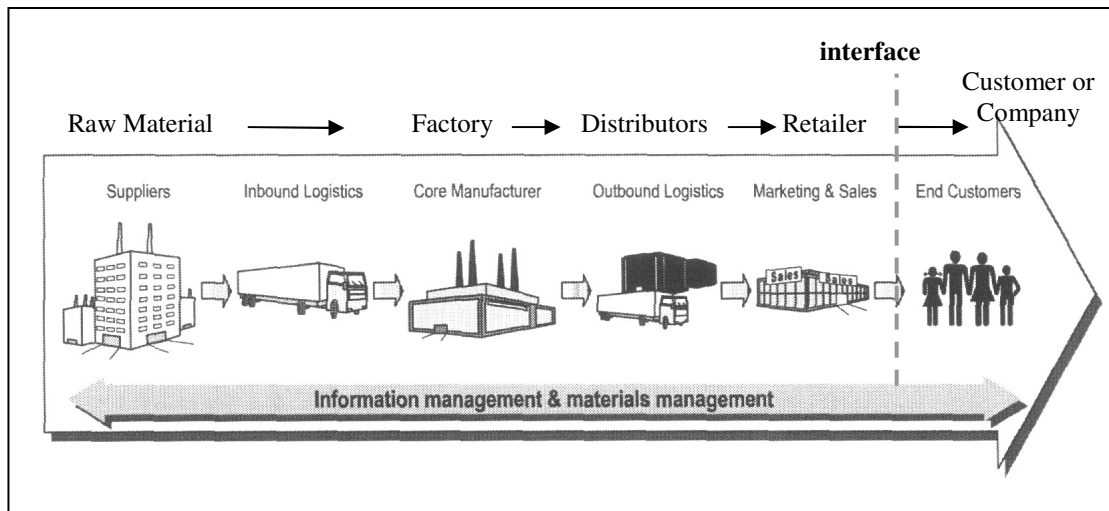 interface
Customer or
Company
Raw Material Factory Distributors Retailer
Suppliers Inbound Logistics Core Manufacturer Outbound Logistics Marketing & Sales End Customers
Sales Sales
Information management & materials management